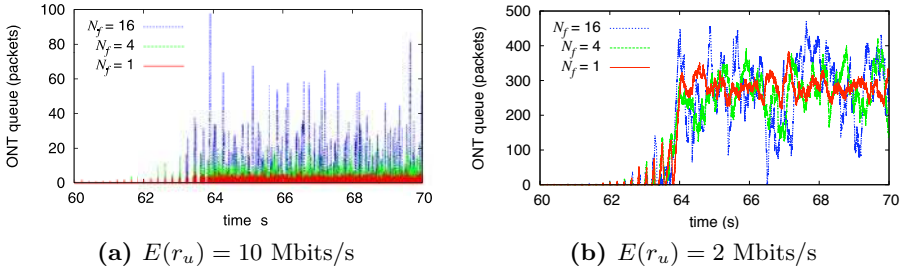 ONT queue (packets)
100
80
60
40
20
0
N_f = 16
N_f = 4
N_f = 1
60
62
64
66
68
70
time s
(a) E(r_u) = 10 Mbits/s
ONT queue (packets)
500
400
300
200
100
0
N_f = 16
N_f = 4
N_f = 1
60
62
64
66
68
70
time (s)
(b) E(r_u) = 2 Mbits/s